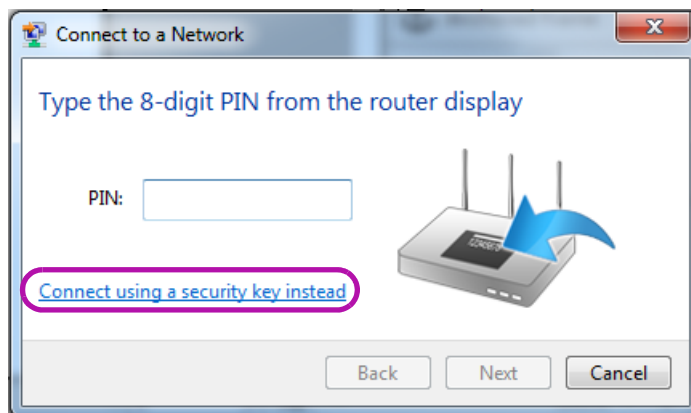 Connect to a Network
Type the 8-digit PIN from the router display
PIN:
12345678
Connect using a security key instead
Back Next Cancel